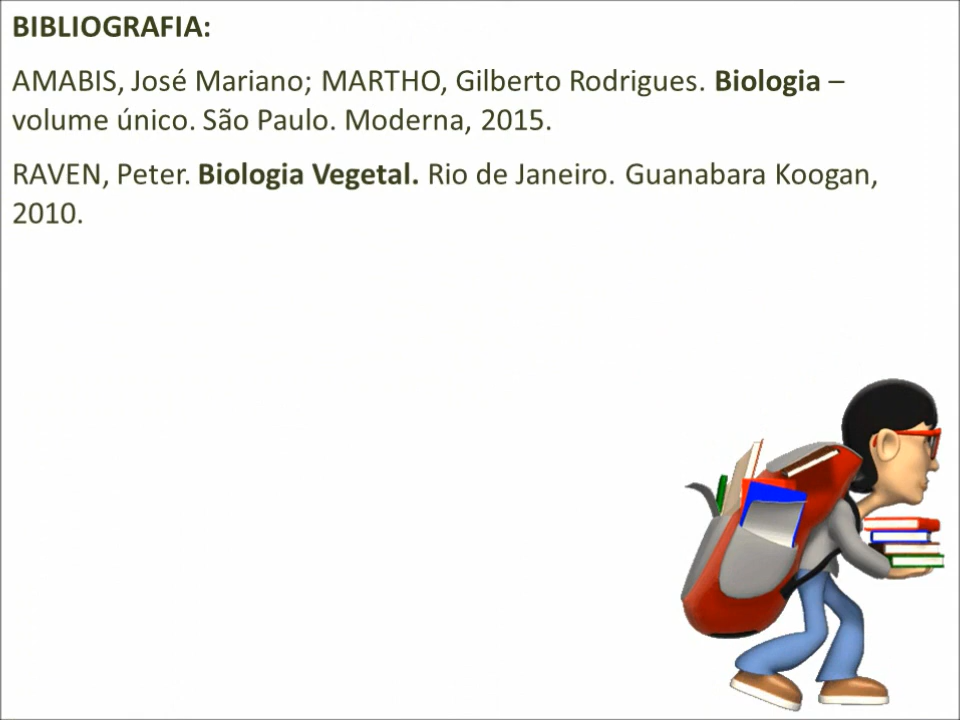 BIBLIOGRAFIA:
AMABIS, José Mariano; MARTHO, Gilberto Rodrigues. Biologia –
volume único. São Paulo. Moderna, 2015.
RAVEN, Peter. Biologia Vegetal. Rio de Janeiro. Guanabara Koogan,
2010.